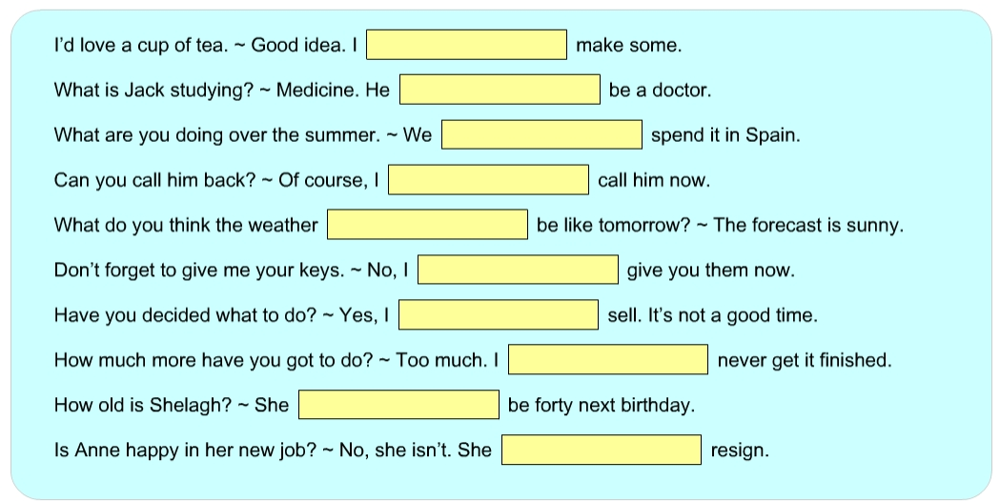 I'd love a cup of tea. ~ Good idea. I make some.
What is Jack studying? ~ Medicine. He be a doctor.
What are you doing over the summer. ~ We spend it in Spain.
Can you call him back? ~ Of course, I call him now.
What do you think the weather be like tomorrow? ~ The forecast is sunny.
Don't forget to give me your keys. ~ No, I give you them now.
Have you decided what to do? ~ Yes, I sell. It's not a good time.
How much more have you got to do? ~ Too much. I never get it finished.
How old is Shelagh? ~ She be forty next birthday.
Is Anne happy in her new job? ~ No, she isn't. She resign.